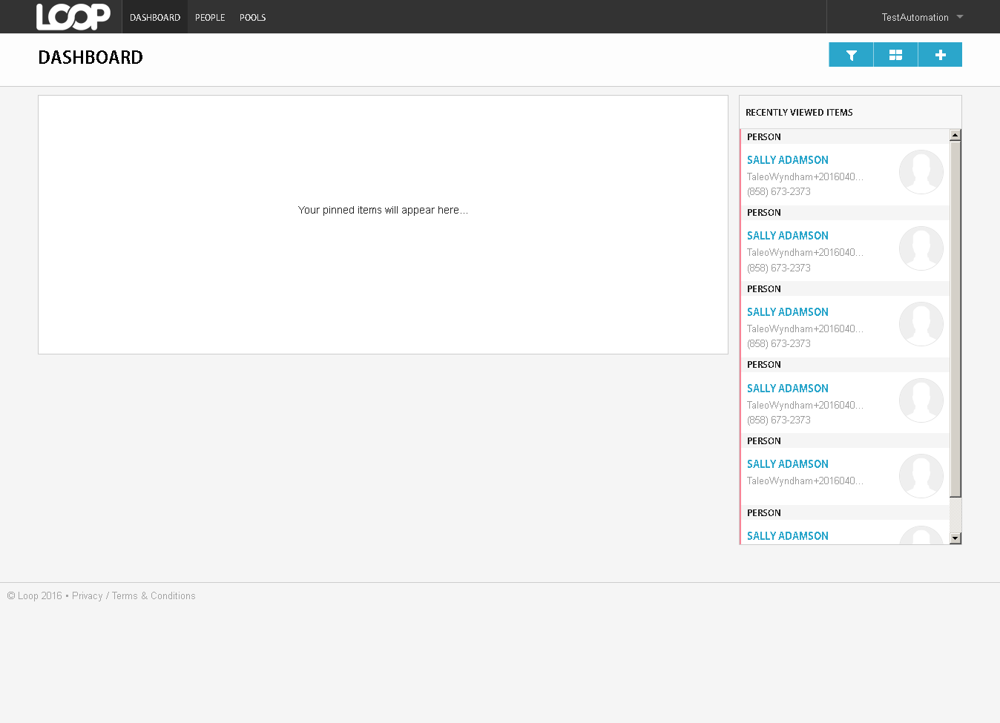 LOOP
DASHBOARD
PEOPLE
POOLS
TestAutomation
DASHBOARD
Your pinned items will appear here...
RECENTLY VIEWED ITEMS
PERSON
SALLY ADAMSON
TaleoWyndham+2016040...
(858) 673-2373
PERSON
SALLY ADAMSON
TaleoWyndham+2016040...
(858) 673-2373
PERSON
SALLY ADAMSON
TaleoWyndham+2016040...
(858) 673-2373
PERSON
SALLY ADAMSON
TaleoWyndham+2016040...
(858) 673-2373
PERSON
SALLY ADAMSON
TaleoWyndham+2016040...
PERSON
SALLY ADAMSON
© Loop 2016 • Privacy / Terms & Conditions